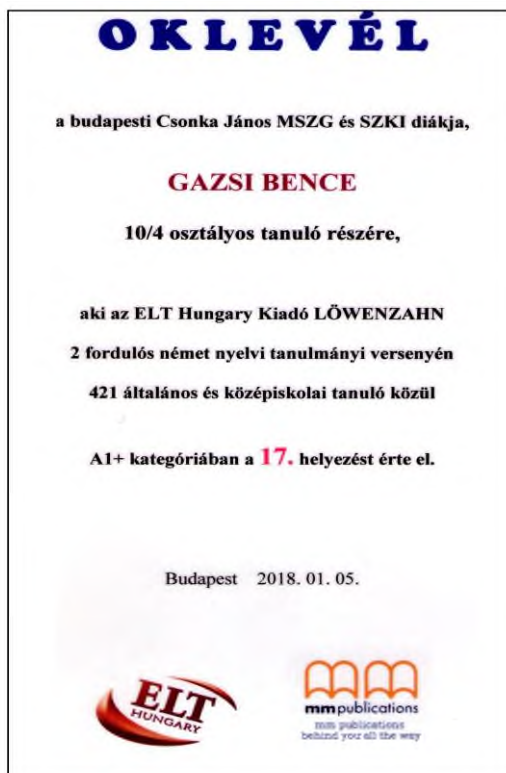 OKLEVÉL
a budapesti Csonka János MSZG és SZKI diákja,
GAZSI BENCE
10/4 osztályos tanuló részére,
aki az ELT Hungary Kiadó LÖWENZAHN
2 fordulós német nyelvi tanulmányi versenyén
421 általános és középiskolai tanuló közül
A1+ kategóriában a 17. helyezést érte el.
Budapest 2018. 01. 05.
ELT
HUNGARY
mm publications
mm publications
behind you all the way